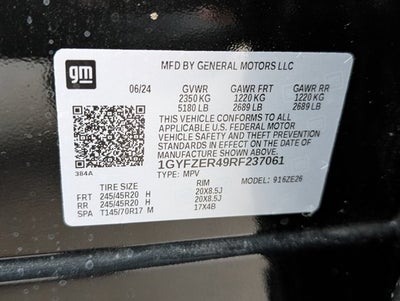 gm
MFD BY GENERAL MOTORS LLC
06/24 GVWR GAWR FRT GAWR RR
2350 KG 1220 KG 1220 KG
5180 LB 2689 LB 2689 LB
THIS VEHICLE CONFORMS TO ALL
APPLICABLE U.S. FEDERAL MOTOR
VEHICLE SAFETY AND THEFT PREVENTION
STANDARDS IN EFFECT ON THE DATE OF
MANUFACTURE SHOWN ABOVE.
1GYFZER49RF237061
384A TYPE: MPV MODEL: 916ZE26
TIRE SIZE RIM
FRT 245/45R20 H 20X8.5J
RR 245/45R20 H 20X8.5J
SPA T145/70R17 M 17X4B